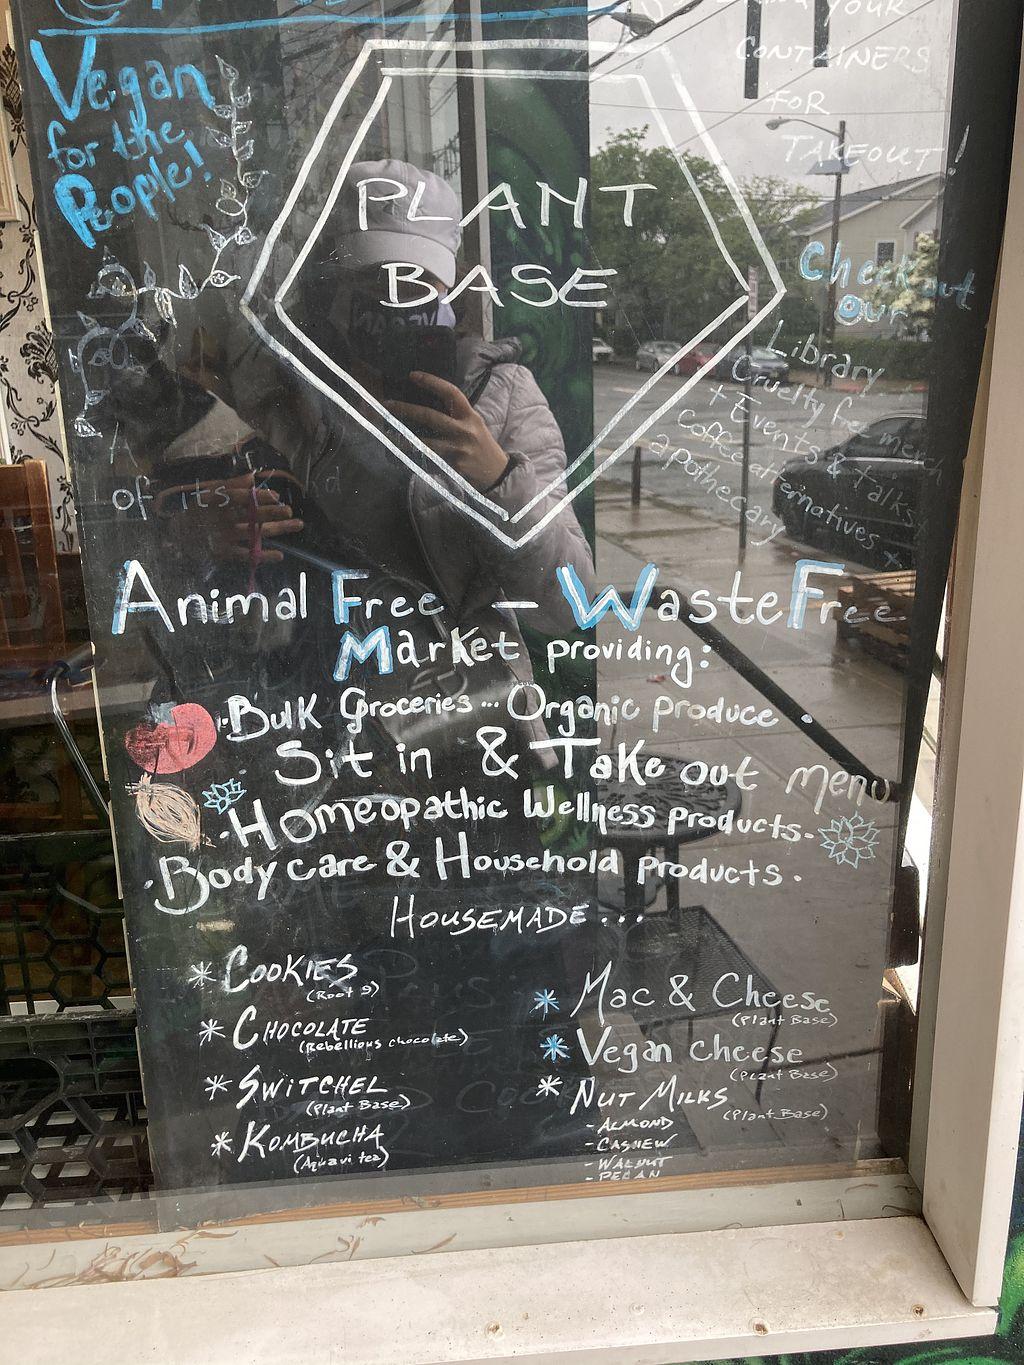 Vegan
for the
People!
PLANT
BASE
YOUR
CONTAINERS
FOR
TAKEOUT!
Check out
our
Library
Cruelty free merch
+ Events & talks
Coffee alternatives +
apothecary
A
of its kind
Animal Free - Waste Free
Market providing:
· Bulk Groceries... Organic produce ·
Sit in & Take out menu
· Homeopathic Wellness products ·
· Body care & Household products ·
HOUSEMADE...
* COOKIES
(Root 9)
* CHOCOLATE
(Rebellious chocolate)
* SWITCHEL
(Plant Base)
* KOMBUCHA
(Aquavi tea)
* Mac & Cheese
(Plant Base)
* Vegan cheese
(Plant Base)
* NUT MILKS
(Plant Base)
- ALMOND
- CASHEW
- WALNUT
- PECAN